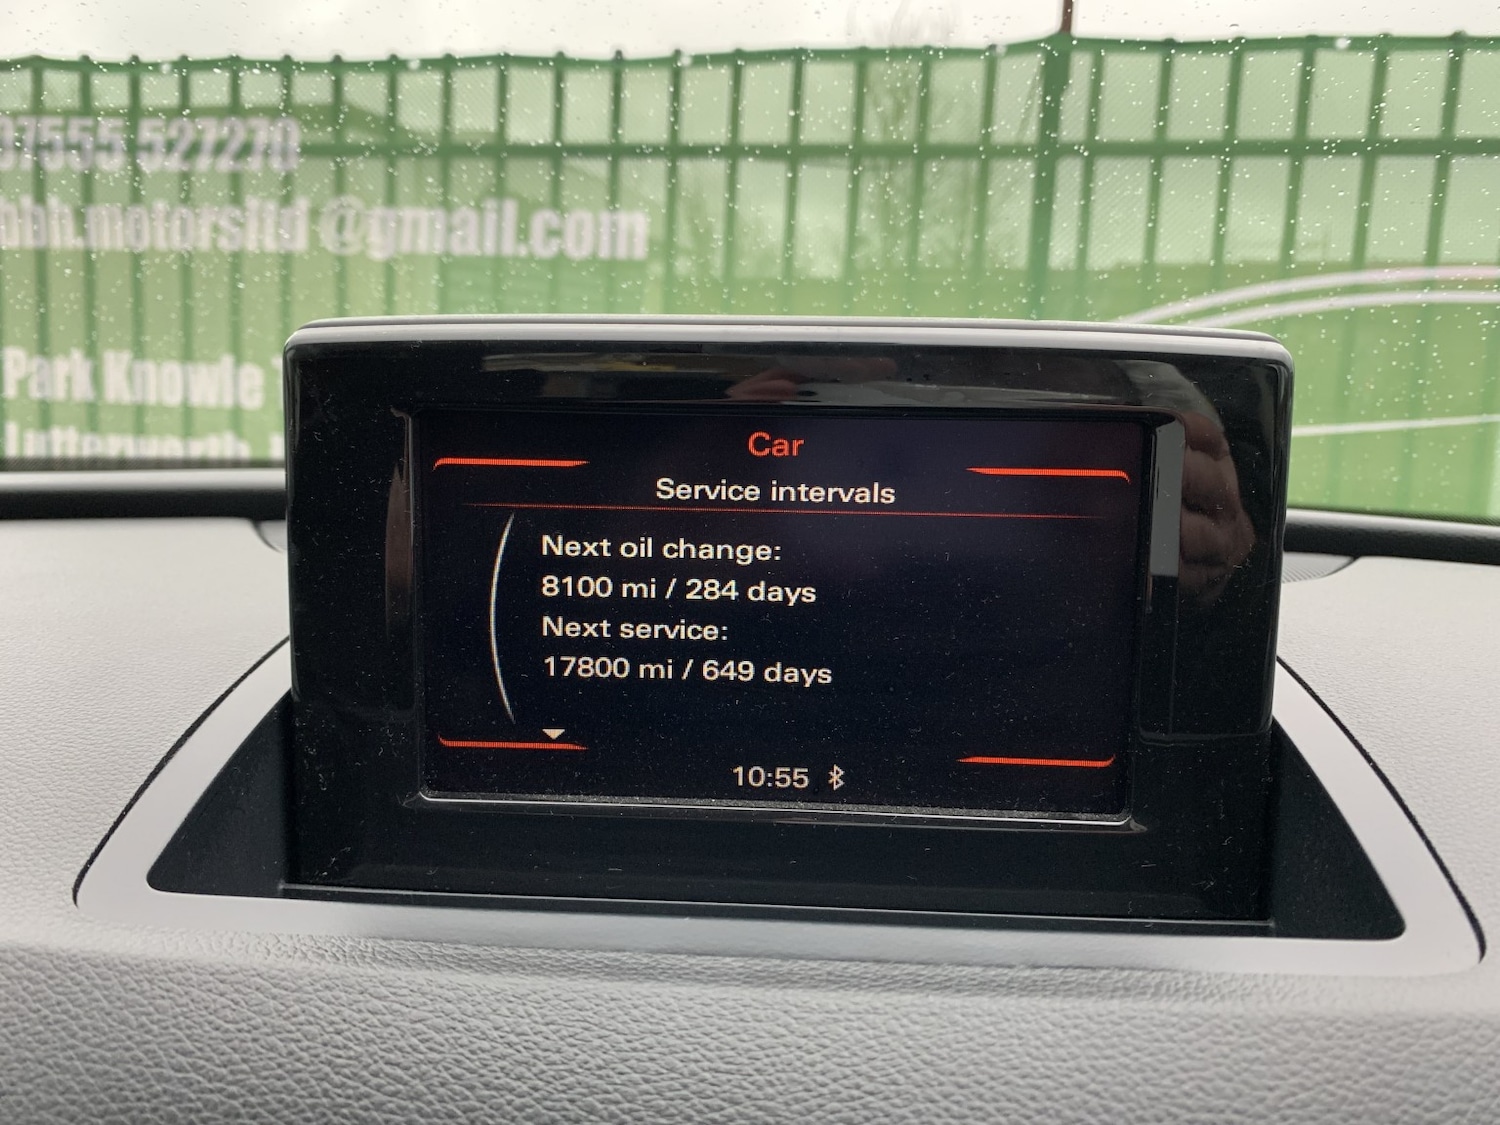 07555 527270
hbh.motorsltd@gmail.com
Park Knowle
Lutterworth
Car
Service intervals
Next oil change:
8100 mi / 284 days
Next service:
17800 mi / 649 days
10:55